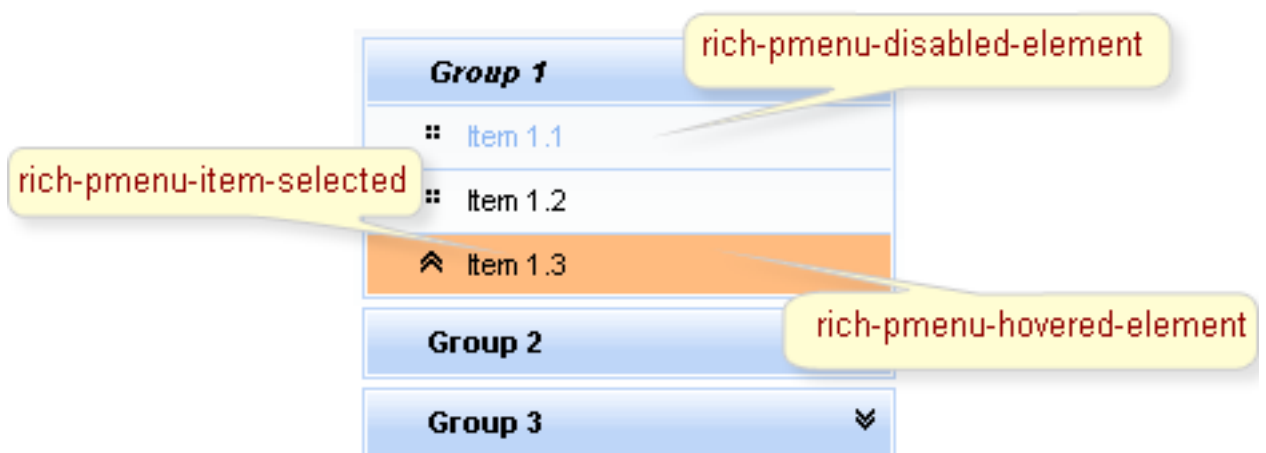 rich-pmenu-disabled-element
Group 1
Item 1.1
rich-pmenu-item-selected
Item 1.2
Item 1.3
rich-pmenu-hovered-element
Group 2
Group 3